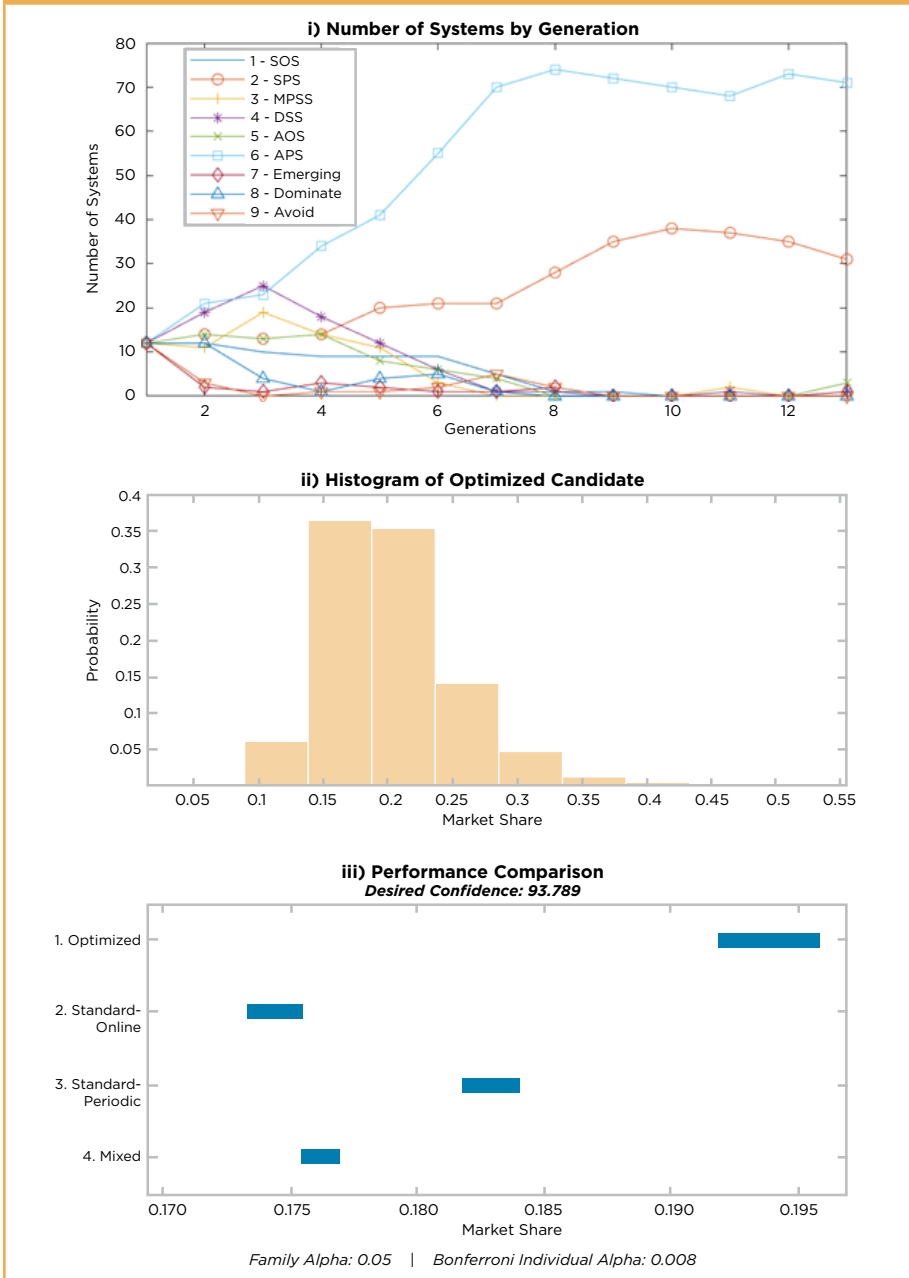 i) Number of Systems by Generation
80
70
60
50
40
30
20
10
0
Number of Systems
1 - SOS
2 - SPS
3 - MPSS
4 - DSS
5 - AOS
6 - APS
7 - Emerging
8 - Dominate
9 - Avoid
2 4 6 8 10 12
Generations
ii) Histogram of Optimized Candidate
0.4
0.35
0.3
0.25
0.2
0.15
0.1
0.05
Probability
0.05 0.1 0.15 0.2 0.25 0.3 0.35 0.4 0.45 0.5 0.55
Market Share
iii) Performance Comparison
Desired Confidence: 93.789
1. Optimized
2. Standard-
Online
3. Standard-
Periodic
4. Mixed
0.170 0.175 0.180 0.185 0.190 0.195
Market Share
Family Alpha: 0.05 | Bonferroni Individual Alpha: 0.008